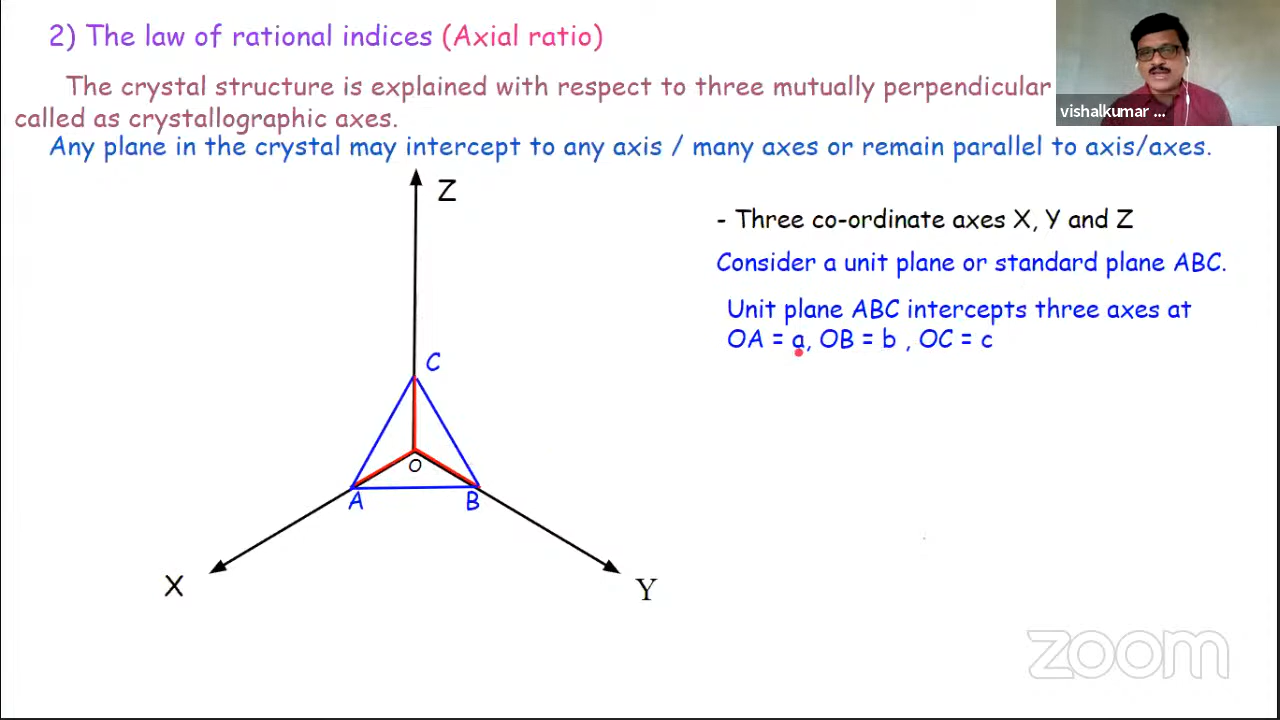 2) The law of rational indices (Axial ratio)
The crystal structure is explained with respect to three mutually perpendicular
called as crystallographic axes.
vishalkumar ...
Any plane in the crystal may intercept to any axis / many axes or remain parallel to axis/axes.
Z
- Three co-ordinate axes X, Y and Z
Consider a unit plane or standard plane ABC.
Unit plane ABC intercepts three axes at
OA = a, OB = b , OC = c
C
O
A
B
X
Y
zoom